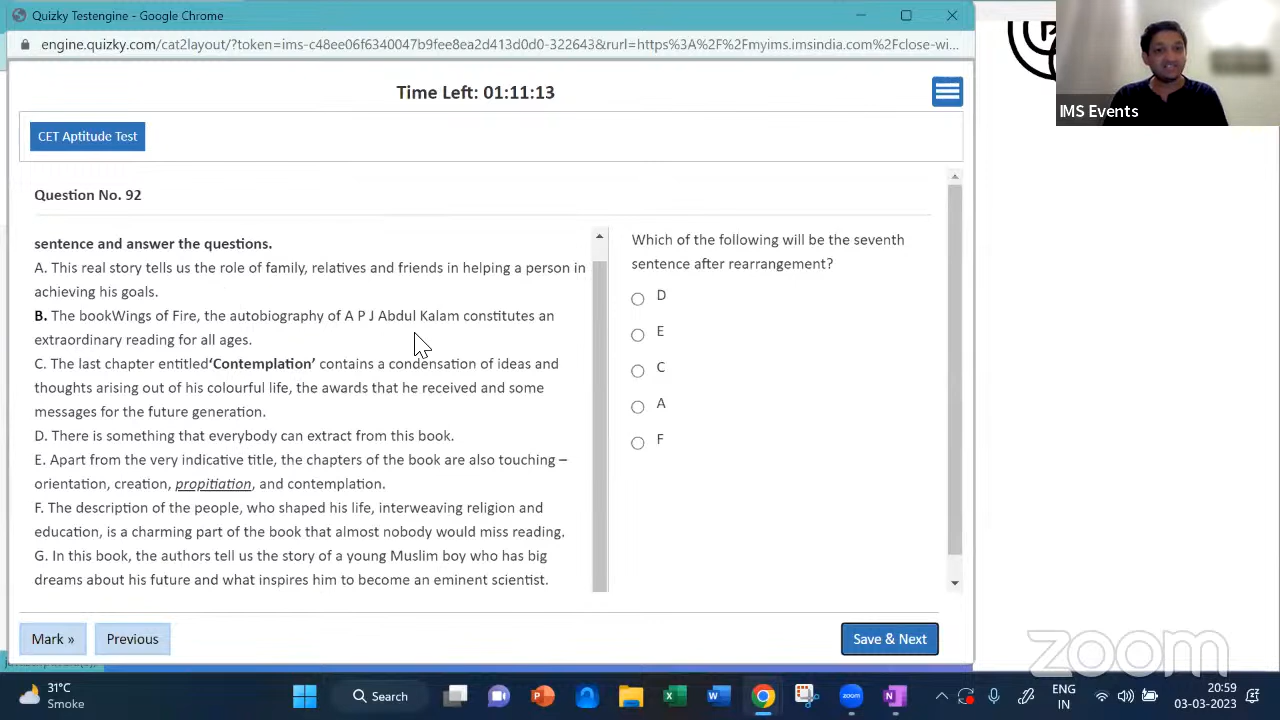 Quizky Testengine - Google Chrome
engine.quizky.com/cat2layout/?token=ims-c48ee06f6340047b9fee8ea2d413d0d0-322643&rurl=https%3A%2F%2Fmyims.imsindia.com%2Fclose-wi...
IMS Events
Time Left: 01:11:13
CET Aptitude Test
Question No. 92
sentence and answer the questions.
A. This real story tells us the role of family, relatives and friends in helping a person in
achieving his goals.
B. The bookWings of Fire, the autobiography of A P J Abdul Kalam constitutes an
extraordinary reading for all ages.
C. The last chapter entitled‘Contemplation’ contains a condensation of ideas and
thoughts arising out of his colourful life, the awards that he received and some
messages for the future generation.
D. There is something that everybody can extract from this book.
E. Apart from the very indicative title, the chapters of the book are also touching –
orientation, creation, propitiation, and contemplation.
F. The description of the people, who shaped his life, interweaving religion and
education, is a charming part of the book that almost nobody would miss reading.
G. In this book, the authors tell us the story of a young Muslim boy who has big
dreams about his future and what inspires him to become an eminent scientist.
Which of the following will be the seventh
sentence after rearrangement?
D
E
C
A
F
Mark »
Previous
Save & Next
zoom
31°C
Smoke
Search
zoom
ENG
IN
20:59
03-03-2023